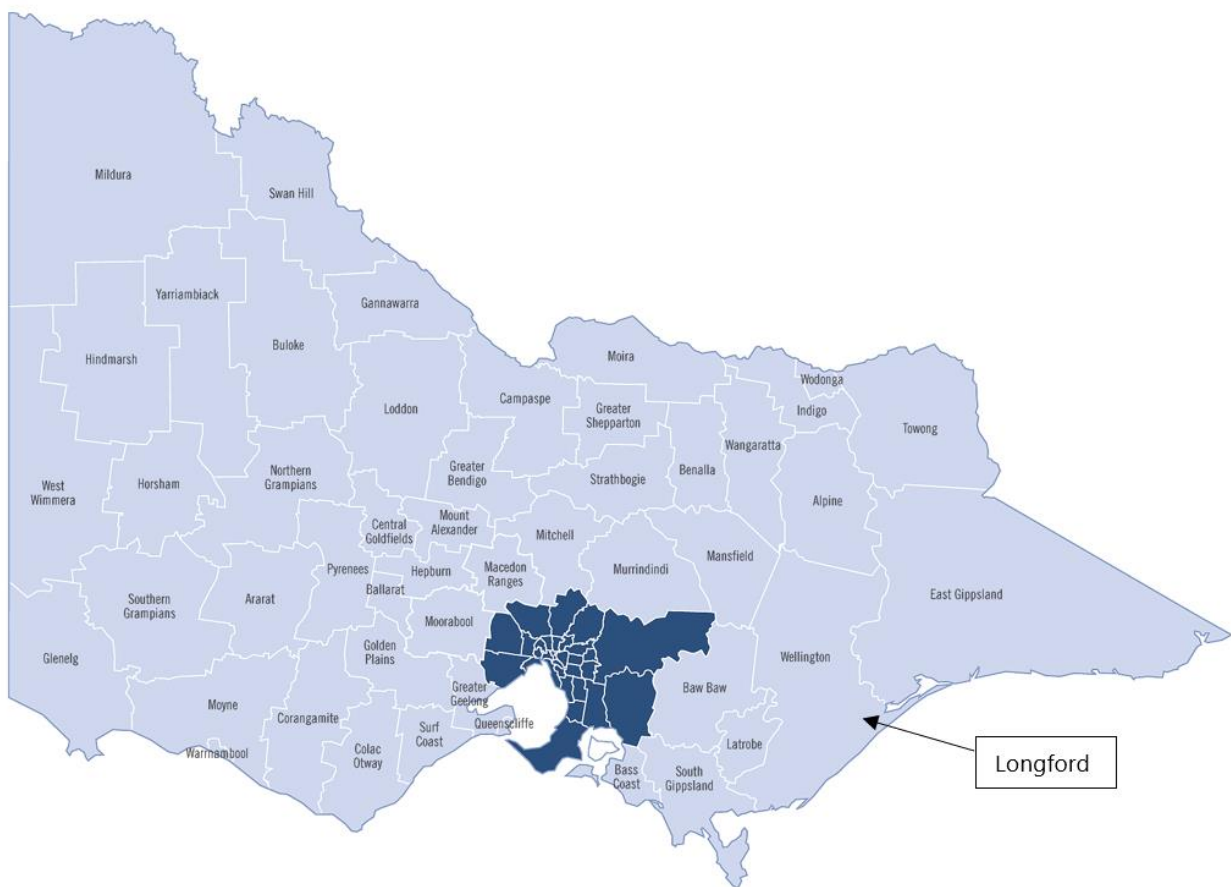 Mildura
Swan Hill
Yarriambiack
Gannawarra
Hindmarsh
Buloke
Moira
Wodonga
Indigo
Towong
Loddon
Campaspe
Greater
Shepparton
Wangaratta
West
Wimmera
Horsham
Northern
Grampians
Greater
Bendigo
Strathbogie
Benalla
Alpine
Central
Goldfields
Mount
Alexander
Mitchell
Mansfield
Pyrenees
Hepburn
Macedon
Ranges
Murrindindi
Southern
Grampians
Ararat
Ballarat
Moorabool
East Gippsland
Glenelg
Golden
Plains
Wellington
Moyne
Corangamite
Greater
Geelong
Baw Baw
Queenscliffe
Surf
Coast
Warrnambool
Colac
Otway
Latrobe
Bass
Coast
South
Gippsland
Longford